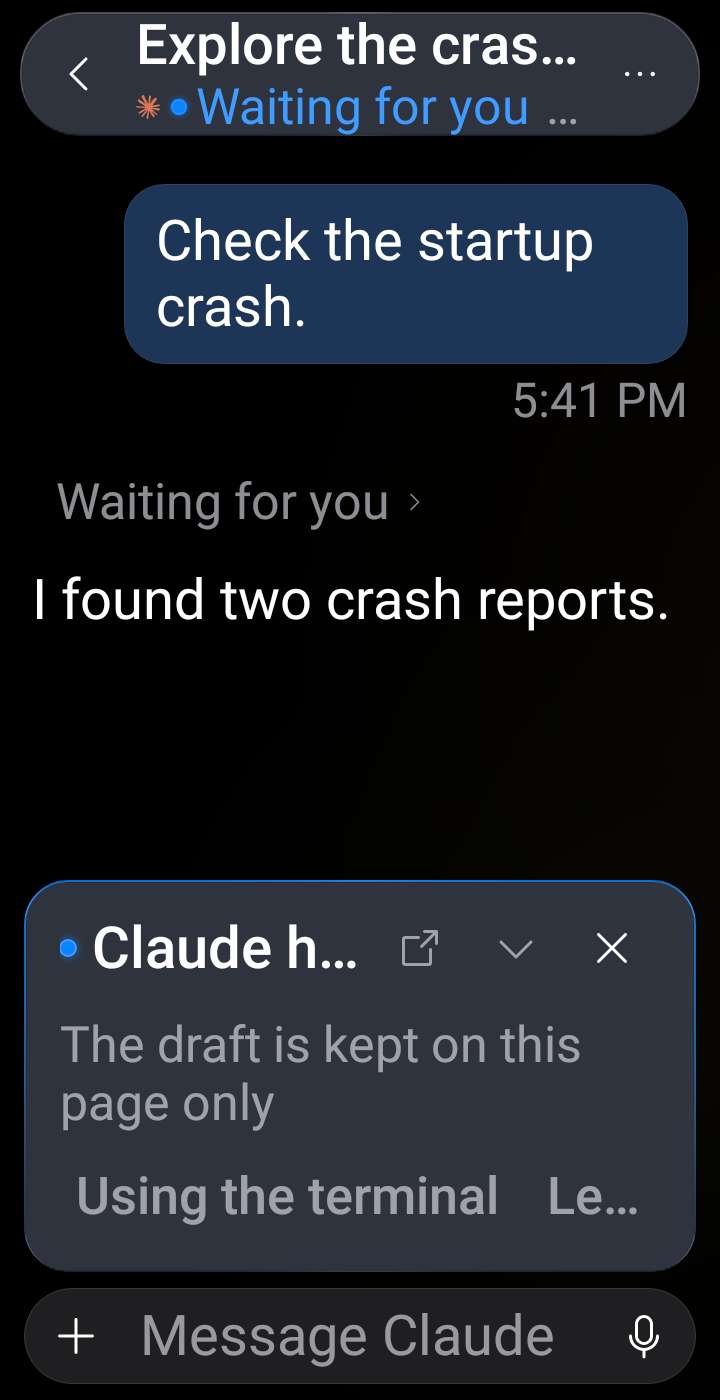 Explore the cras...
Waiting for you ...
Check the startup
crash.
5:41 PM
Waiting for you
I found two crash reports.
Claude h...
The draft is kept on this
page only
Using the terminal Le...
Message Claude